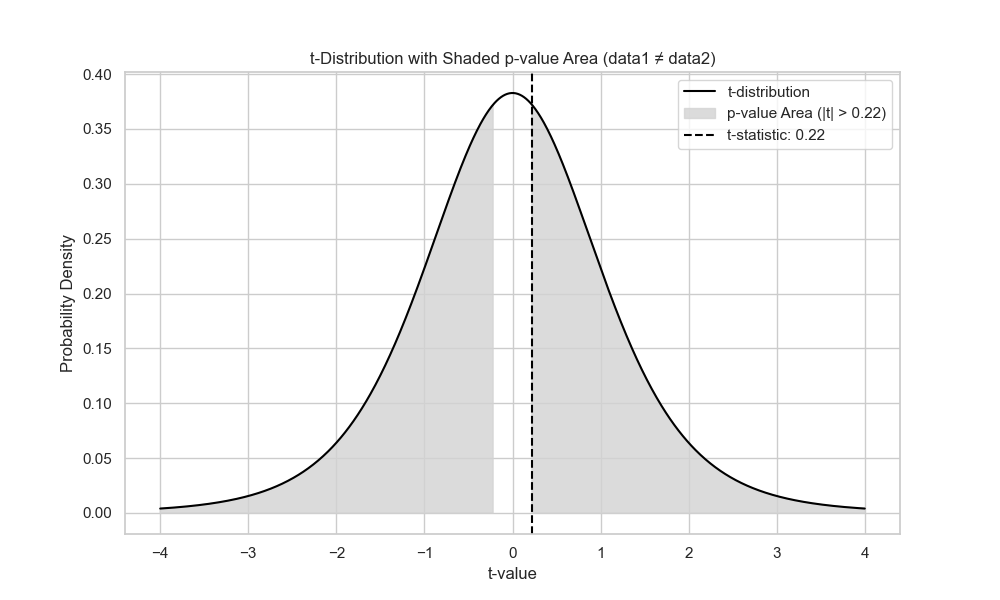 t-Distribution with Shaded p-value Area (data1 ≠ data2)
t-distribution
p-value Area (|t| > 0.22)
t-statistic: 0.22
Probability Density
0.40
0.35
0.30
0.25
0.20
0.15
0.10
0.05
0.00
−4 −3 −2 −1 0 1 2 3 4
t-value